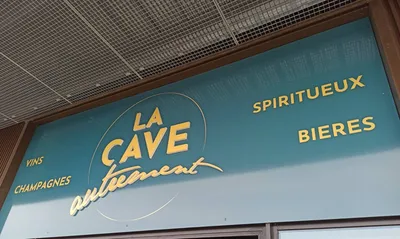 LA
CAVE
autrement
VINS
CHAMPAGNES
SPIRITUEUX
BIERES